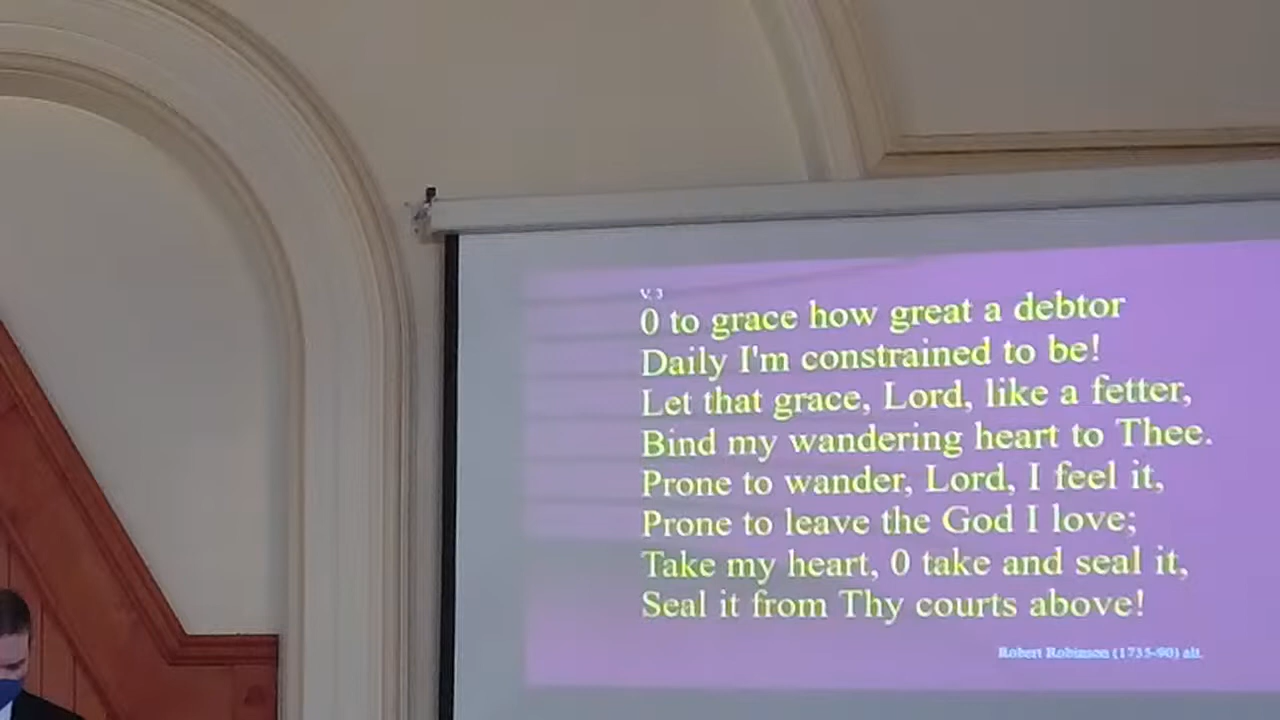 V. 3
0 to grace how great a debtor
Daily I'm constrained to be!
Let that grace, Lord, like a fetter,
Bind my wandering heart to Thee.
Prone to wander, Lord, I feel it,
Prone to leave the God I love;
Take my heart, 0 take and seal it,
Seal it from Thy courts above!
Robert Robinson (1735-90) alt.